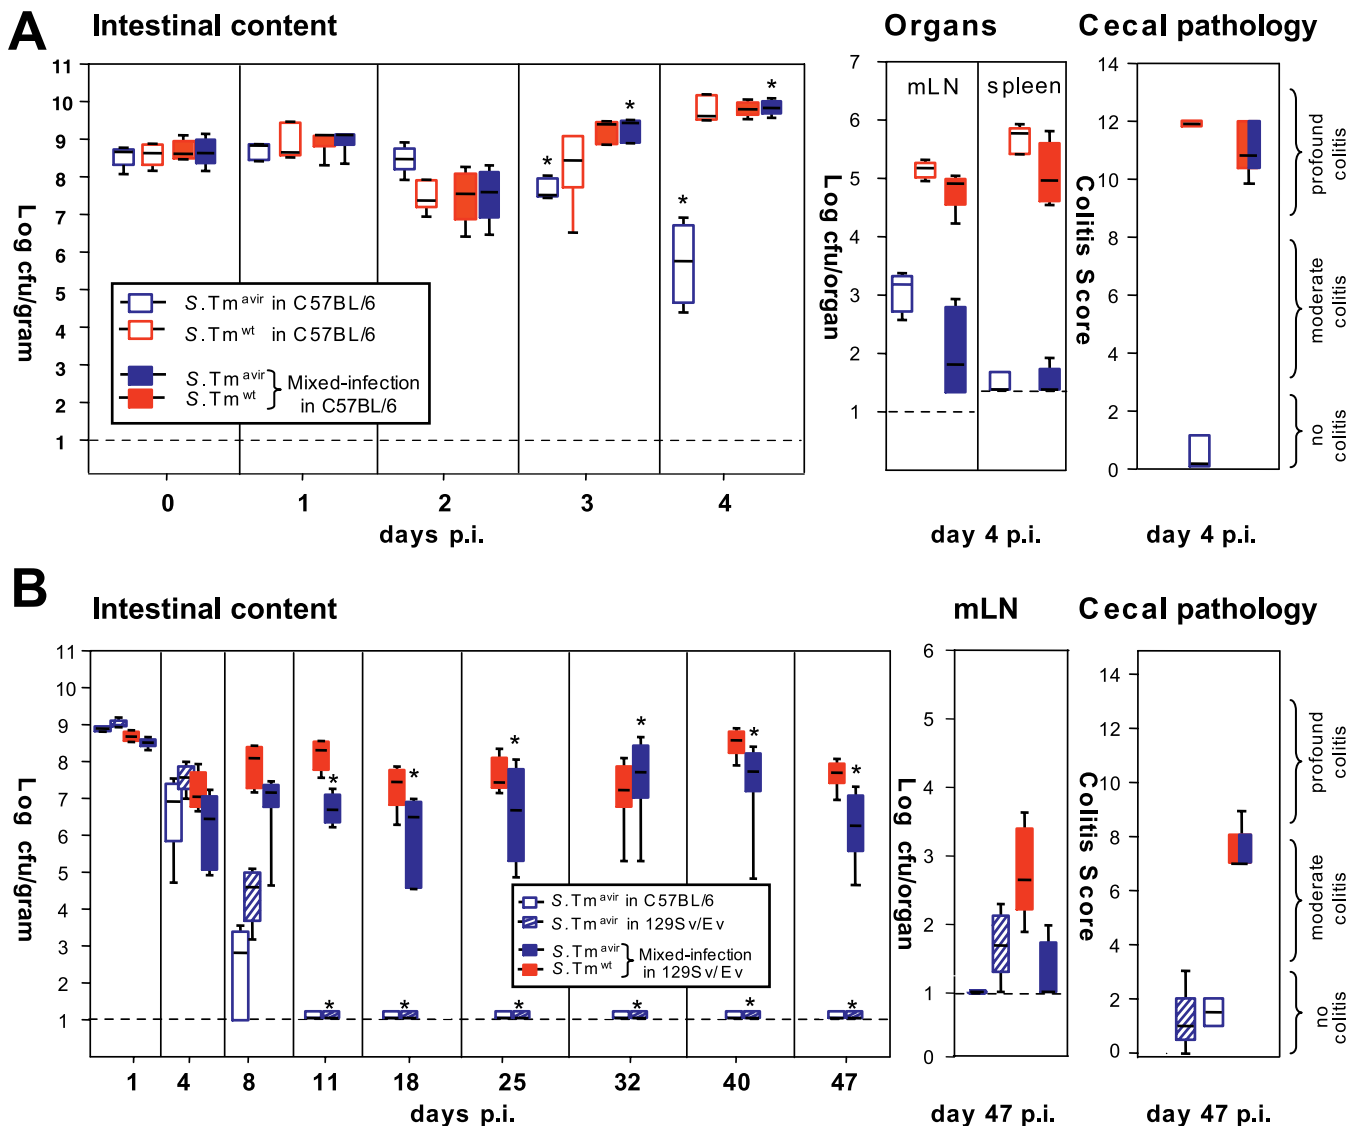 A
Intestinal content
Organs
Cecal pathology
Log cfu/gram
11
10
9
8
7
6
5
4
3
2
1
*
*
*
*
S.Tm^avir in C57BL/6
S.Tm^wt in C57BL/6
S.Tm^avir
S.Tm^wt
Mixed-infection
in C57BL/6
0
1
2
3
4
days p.i.
Log cfu/organ
7
6
5
4
3
2
1
mLN
spleen
day 4 p.i.
Colitis Score
14
12
10
8
6
4
2
0
profound
colitis
moderate
colitis
no
colitis
day 4 p.i.
B
Intestinal content
mLN
Cecal pathology
Log cfu/gram
11
10
9
8
7
6
5
4
3
2
1
*
*
*
*
*
*
*
*
*
*
*
*
S.Tm^avir in C57BL/6
S.Tm^avir in 129Sv/Ev
S.Tm^avir
S.Tm^wt
Mixed-infection
in 129Sv/Ev
1
4
8
11
18
25
32
40
47
days p.i.
Log cfu/organ
6
5
4
3
2
1
0
day 47 p.i.
Colitis Score
14
12
10
8
6
4
2
0
profound
colitis
moderate
colitis
no
colitis
day 47 p.i.